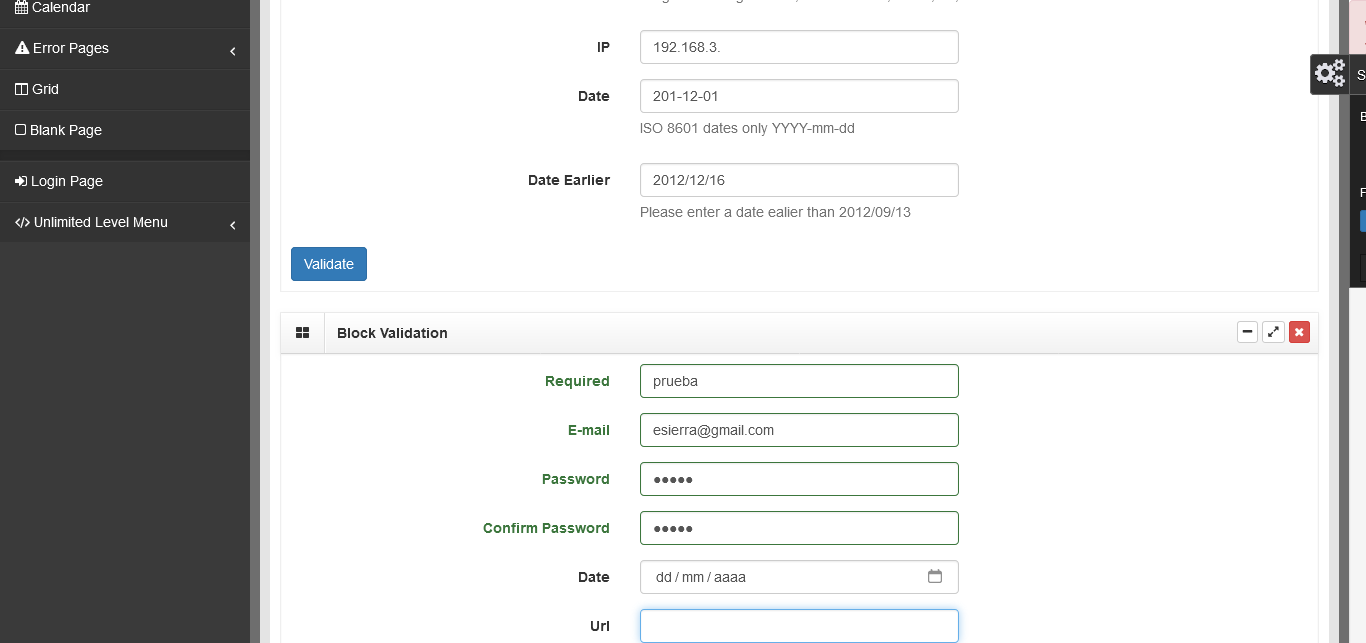 Calendar
Error Pages
Grid
Blank Page
Login Page
Unlimited Level Menu
IP 192.168.3.
Date 201-12-01
ISO 8601 dates only YYYY-mm-dd
Date Earlier 2012/12/16
Please enter a date ealier than 2012/09/13
Validate
Block Validation
Required prueba
E-mail esierra@gmail.com
Password •••••
Confirm Password •••••
Date dd/mm/aaaa
Url